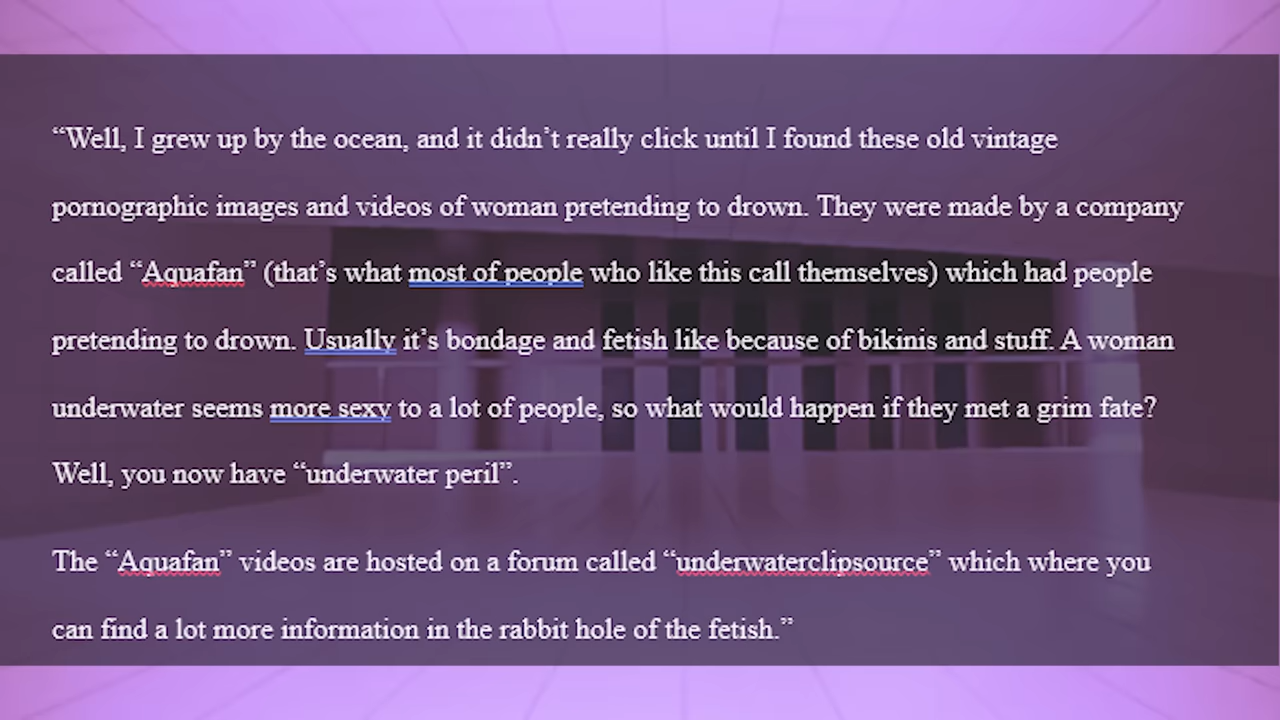 “Well, I grew up by the ocean, and it didn’t really click until I found these old vintage
pornographic images and videos of woman pretending to drown. They were made by a company
called “Aquafan” (that’s what most of people who like this call themselves) which had people
pretending to drown. Usually it’s bondage and fetish like because of bikinis and stuff. A woman
underwater seems more sexy to a lot of people, so what would happen if they met a grim fate?
Well, you now have “underwater peril”.
The “Aquafan” videos are hosted on a forum called “underwaterclipsource” which where you
can find a lot more information in the rabbit hole of the fetish.”